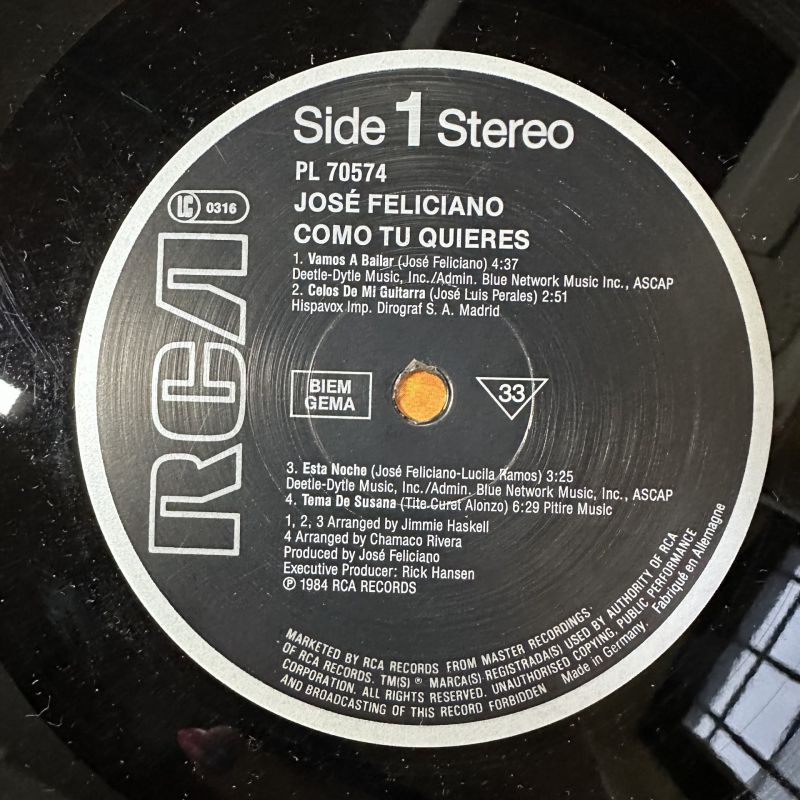 Side 1 Stereo
PL 70574
LC 0316
JOSÉ FELICIANO
COMO TU QUIERES
1. Vamos A Bailar (José Feliciano) 4:37
Deetle-Dytle Music, Inc./Admin. Blue Network Music Inc., ASCAP
2. Celos De Mi Guitarra (José Luis Perales) 2:51
Hispavox Imp. Dirograf S. A. Madrid
RCA
BIEM
GEMA
33
3. Esta Noche (José Feliciano-Lucila Ramos) 3:25
Deetle-Dytle Music, Inc./Admin. Blue Network Music, Inc., ASCAP
4. Tema De Susana (Tite Curet Alonzo) 6:29 Pitire Music
1, 2, 3 Arranged by Jimmie Haskell
4 Arranged by Chamaco Rivera
Produced by José Feliciano
Executive Producer: Rick Hansen
℗ 1984 RCA RECORDS
MARKETED BY RCA RECORDS FROM MASTER RECORDINGS
OF RCA RECORDS. TM(S) ® MARCA(S) REGISTRADA(S) USED BY AUTHORITY OF RCA
CORPORATION. ALL RIGHTS RESERVED. UNAUTHORISED COPYING, PUBLIC PERFORMANCE
AND BROADCASTING OF THIS RECORD FORBIDDEN Made in Germany. Fabriqué en Allemagne